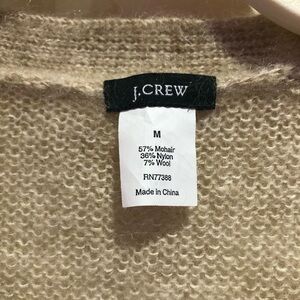 J.CREW
M
57% Mohair
36% Nylon
7% Wool
RN77388
Made in China